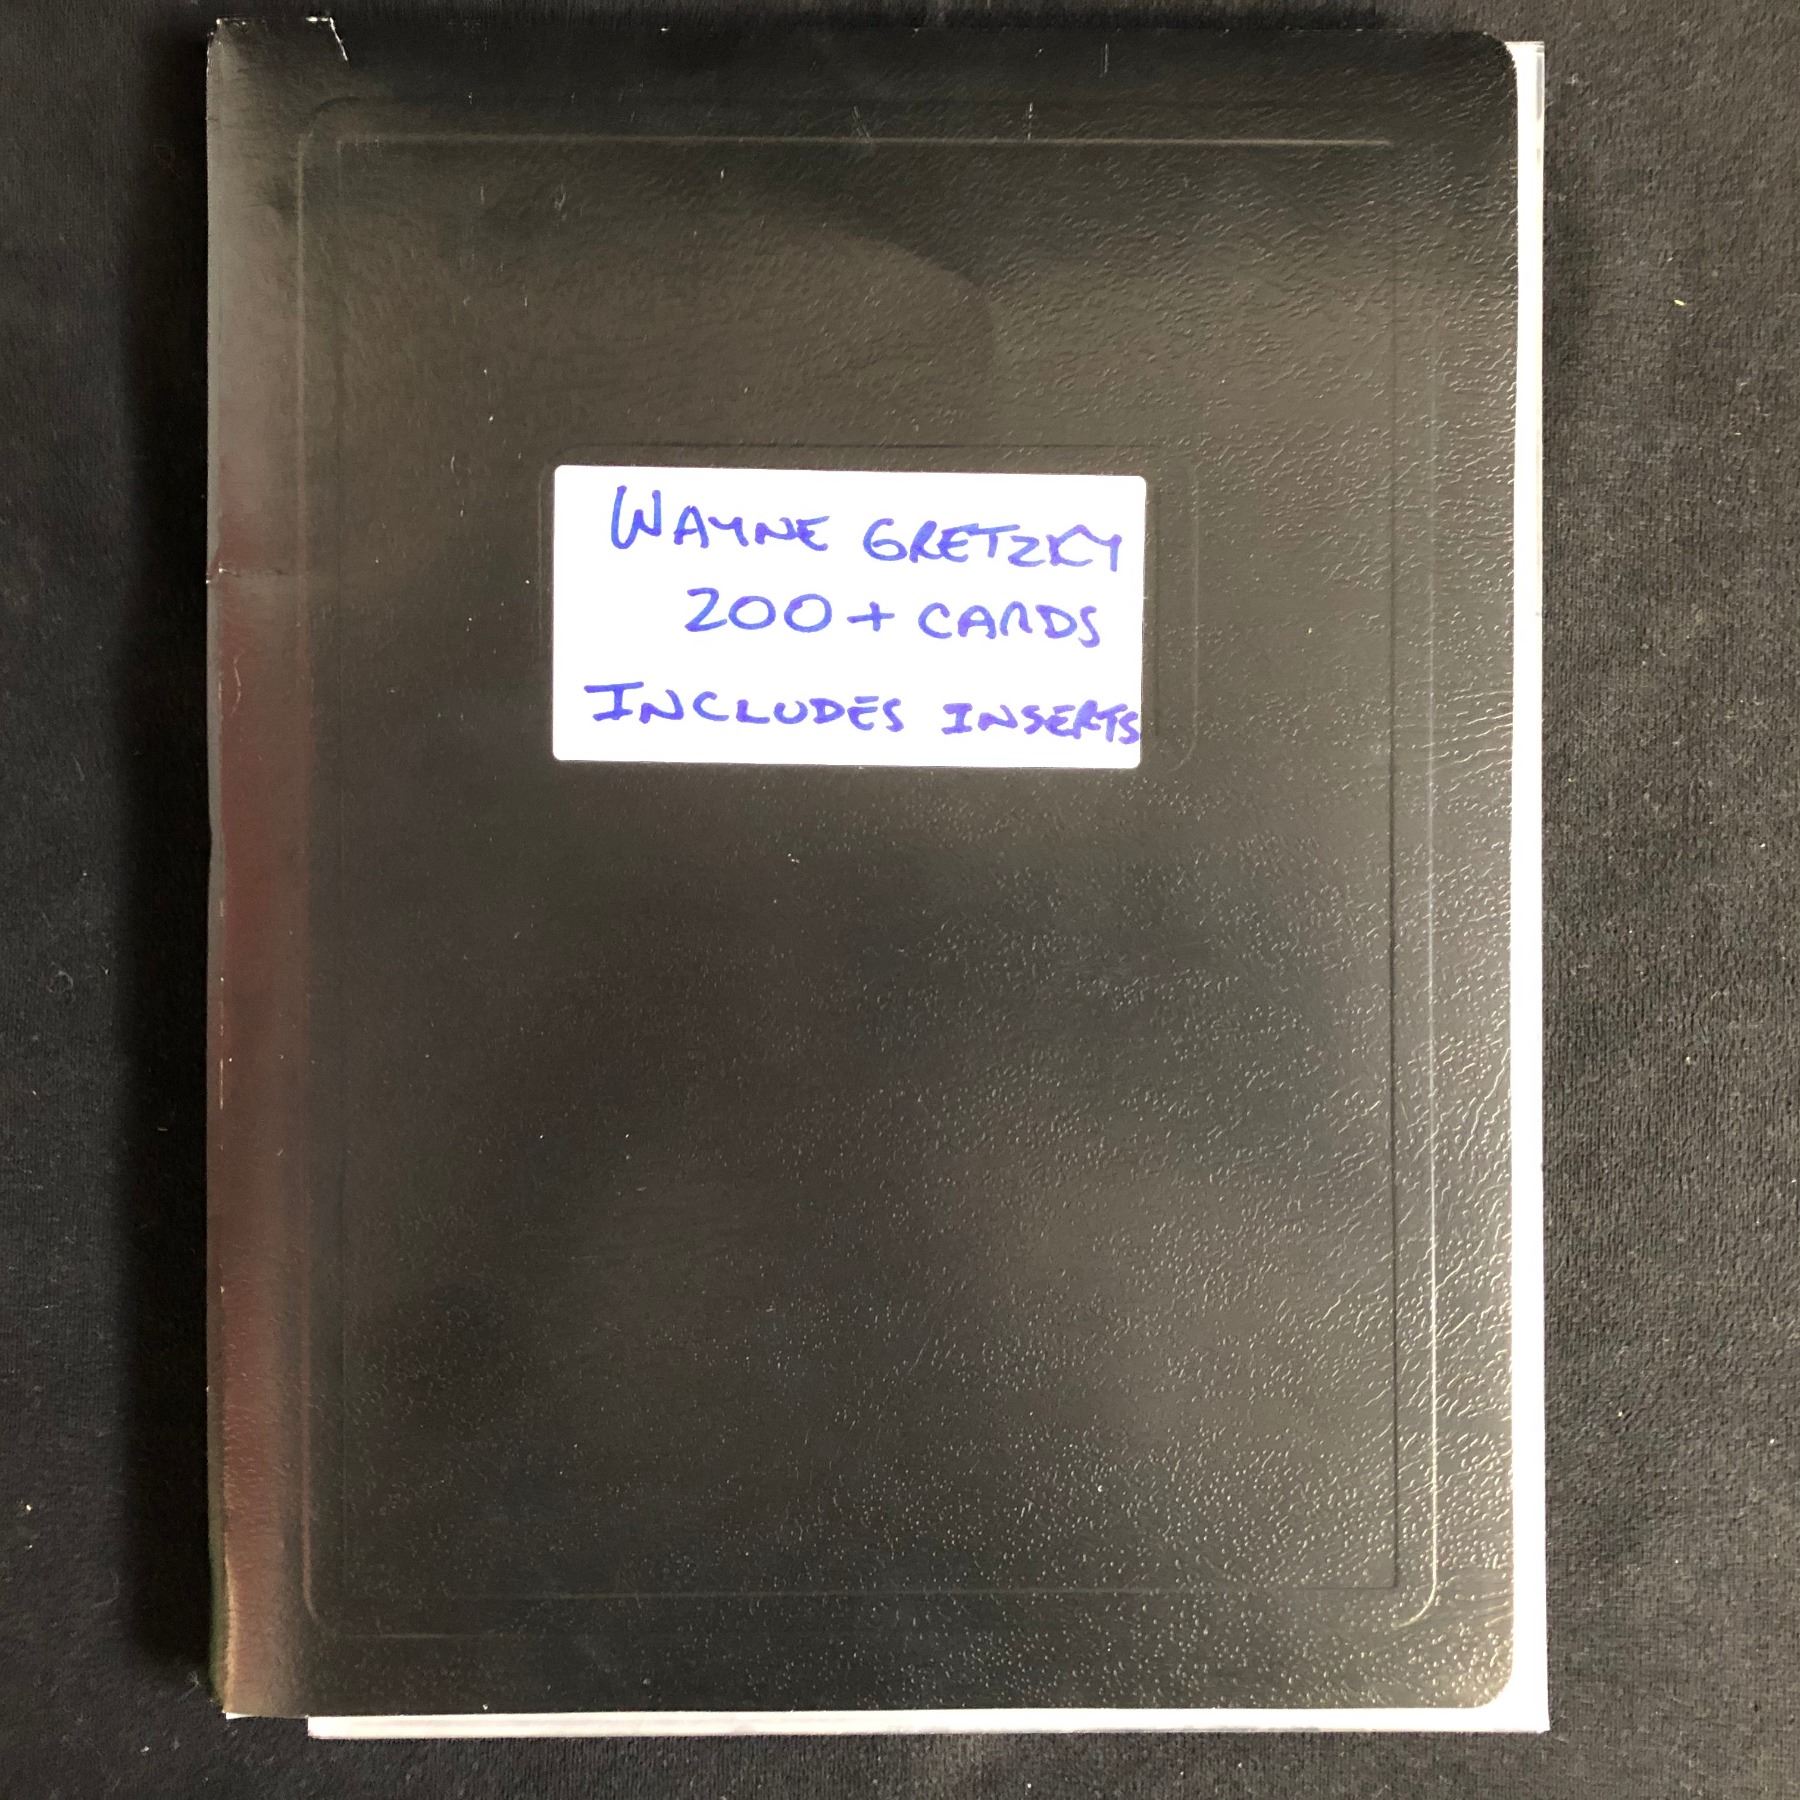 WAYNE GRETZKY
200+ CARDS
INCLUDES INSERTS